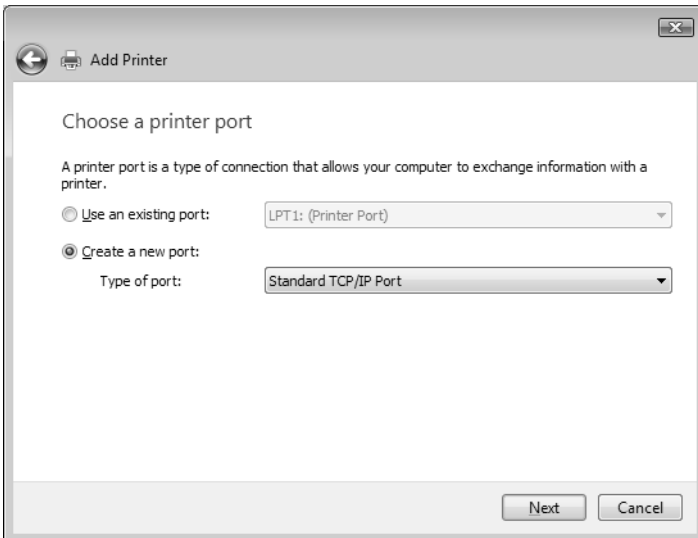 Add Printer
Choose a printer port
A printer port is a type of connection that allows your computer to exchange information with a
printer.
Use an existing port: LPT1: (Printer Port)
Create a new port:
Type of port: Standard TCP/IP Port
Next Cancel